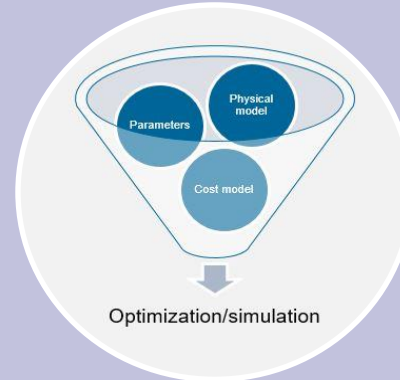 Physical
model
Parameters
Cost model
Optimization/simulation